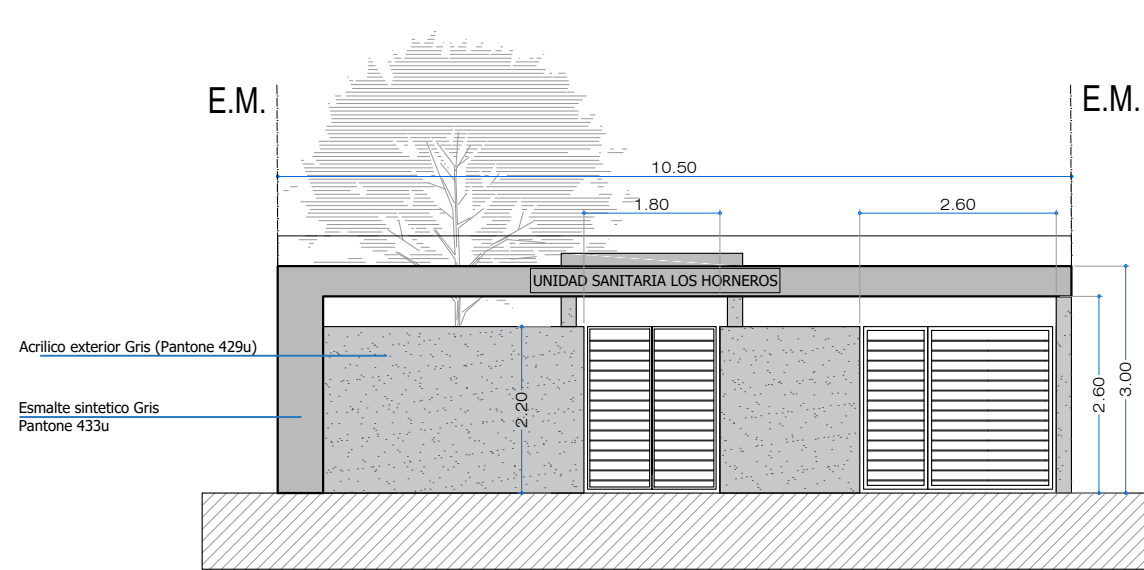 E.M.
E.M.
10.50
1.80
2.60
UNIDAD SANITARIA LOS HORNEROS
Acrilico exterior Gris (Pantone 429u)
Esmalte sintetico Gris
Pantone 433u
2.20
2.60
3.00